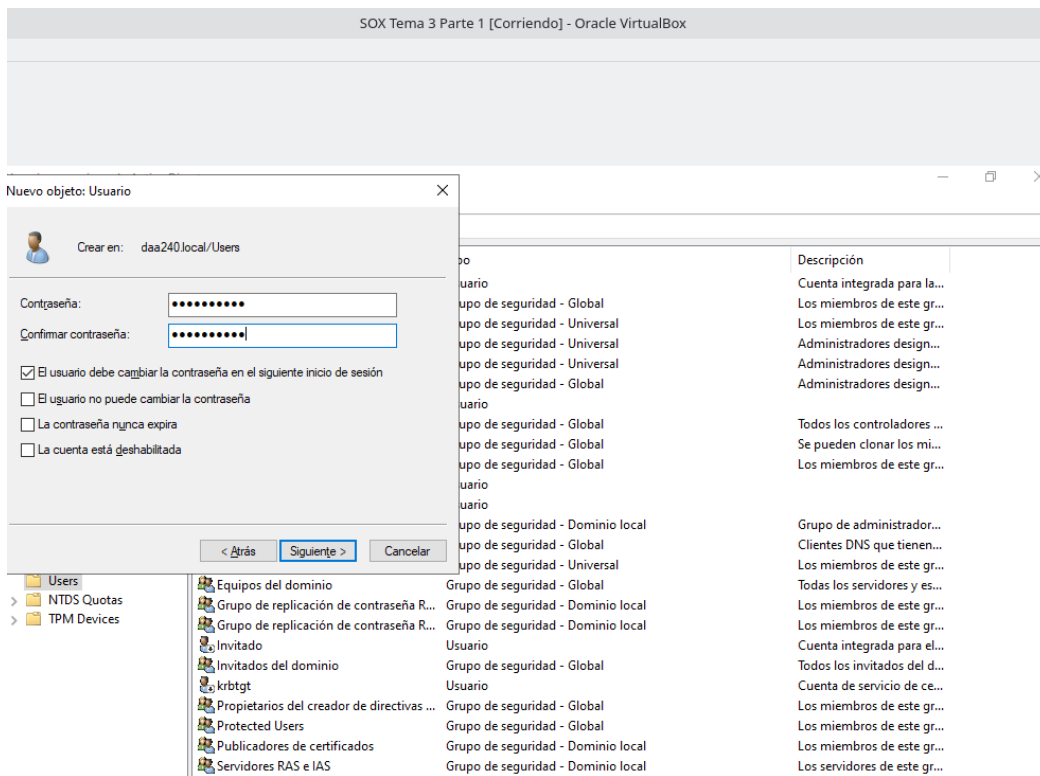 SOX Tema 3 Parte 1 [Corriendo] - Oracle VirtualBox
Nuevo objeto: Usuario
Crear en: daa240.local/Users
Contraseña:
Confirmar contraseña:
El usuario debe cambiar la contraseña en el siguiente inicio de sesión
El usuario no puede cambiar la contraseña
La contraseña nunca expira
La cuenta está deshabilitada
< Atrás Siguiente > Cancelar
po Descripción
uario Cuenta integrada para la...
upo de seguridad - Global Los miembros de este gr...
upo de seguridad - Universal Los miembros de este gr...
upo de seguridad - Universal Administradores design...
upo de seguridad - Universal Administradores design...
upo de seguridad - Global Administradores design...
uario
upo de seguridad - Global Todos los controladores ...
upo de seguridad - Global Se pueden clonar los mi...
upo de seguridad - Global Los miembros de este gr...
uario
uario
upo de seguridad - Dominio local Grupo de administrador...
upo de seguridad - Global Clientes DNS que tienen...
upo de seguridad - Universal Los miembros de este gr...
Users Equipos del dominio Grupo de seguridad - Global Todas los servidores y es...
NTDS Quotas Grupo de replicación de contraseña R... Grupo de seguridad - Dominio local Los miembros de este gr...
TPM Devices Grupo de replicación de contraseña R... Grupo de seguridad - Dominio local Los miembros de este gr...
Invitado Usuario Cuenta integrada para el...
Invitados del dominio Grupo de seguridad - Global Todos los invitados del d...
krbtgt Usuario Cuenta de servicio de ce...
Propietarios del creador de directivas ... Grupo de seguridad - Global Los miembros de este gr...
Protected Users Grupo de seguridad - Global Los miembros de este gr...
Publicadores de certificados Grupo de seguridad - Dominio local Los miembros de este gr...
Servidores RAS e IAS Grupo de seguridad - Dominio local Los servidores de este gr...